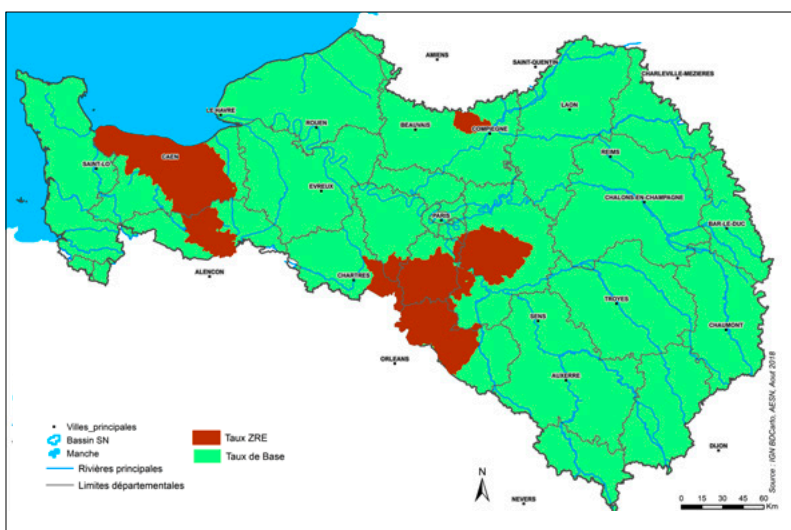 AMIENS
SAINT-QUENTIN
CHARLEVILLE-MEZIERES
LE HAVRE
LAON
ROUEN
BEAUVAIS
COMPIEGNE
CAEN
REIMS
SAINT-LO
EVREUX
CHALONS-EN-CHAMPAGNE
PARIS
BAR-LE-DUC
ALENCON
CHARTRES
TROYES
SENS
CHAUMONT
ORLEANS
AUXERRE
DIJON
NEVERS
Villes_principales
Bassin SN
Manche
Rivières principales
Limites départementales
Taux ZRE
Taux de Base
N
0 15 30 45 60
Km
Source : IGN BDCarto, AESN, Aout 2018